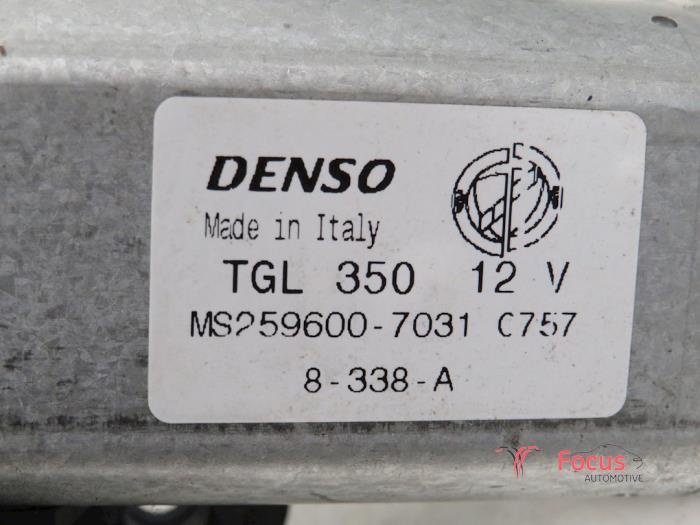 DENSO
Made in Italy
TGL 350 12 V
MS259600-7031 C757
8-338-A
Focus
AUTOMOTIVE